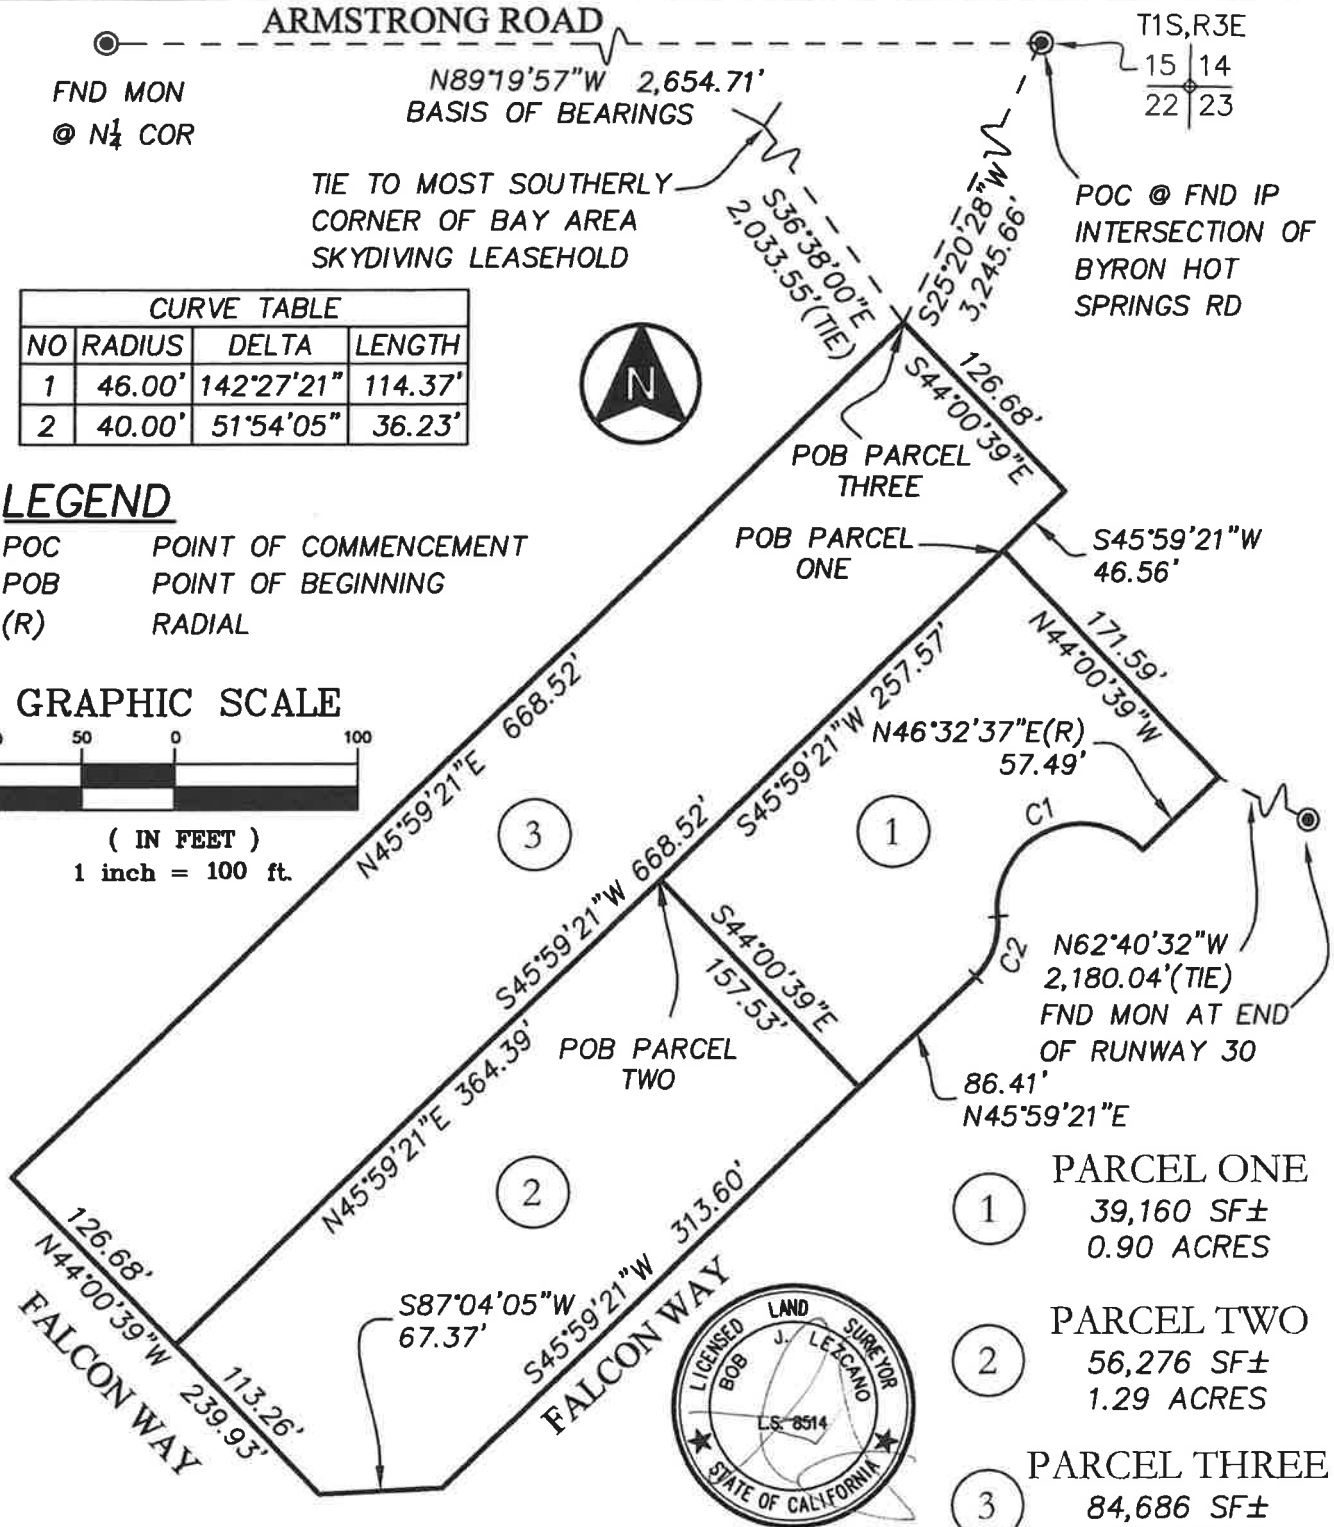 ARMSTRONG ROAD
N89°19'57"W 2,654.71'
BASIS OF BEARINGS
FND MON
@ N¼ COR
T1S,R3E
15 14
22 23
TIE TO MOST SOUTHERLY
CORNER OF BAY AREA
SKYDIVING LEASEHOLD
S36°38'00"E
2,033.55'(TIE)
S25°20'28"W
3,245.66'
POC @ FND IP
INTERSECTION OF
BYRON HOT
SPRINGS RD
CURVE TABLE
NO RADIUS DELTA LENGTH
1 46.00' 142°27'21" 114.37'
2 40.00' 51°54'05" 36.23'
N
126.68'
S44°00'39"E
POB PARCEL
THREE
LEGEND
POC POINT OF COMMENCEMENT
POB POINT OF BEGINNING
(R) RADIAL
POB PARCEL
ONE
S45°59'21"W
46.56'
171.59'
N44°00'39"W
GRAPHIC SCALE
50 0 100
( IN FEET )
1 inch = 100 ft.
N45°59'21"E 668.52'
3
S45°59'21"W 668.52'
S45°59'21"W 257.57'
N46°32'37"E(R)
57.49'
1
C1
C2
S44°00'39"E
157.53'
N62°40'32"W
2,180.04'(TIE)
FND MON AT END
OF RUNWAY 30
POB PARCEL
TWO
86.41'
N45°59'21"E
N45°59'21"E 364.39'
2
S45°59'21"W 313.60'
FALCON WAY
126.68'
N44°00'39"W 239.93'
113.26'
FALCON WAY
S87°04'05"W
67.37'
LICENSED LAND SURVEYOR
BOB J. LEZCANO
L.S. 8514
STATE OF CALIFORNIA
1 PARCEL ONE
39,160 SF±
0.90 ACRES
2 PARCEL TWO
56,276 SF±
1.29 ACRES
3 PARCEL THREE
84,686 SF±